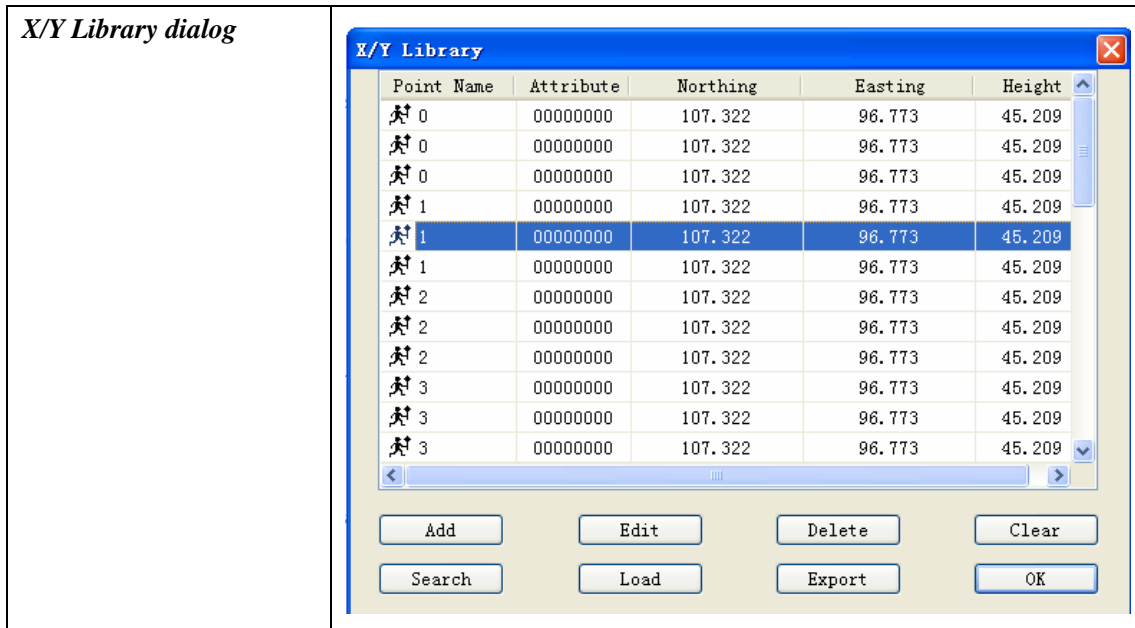 X/Y Library dialog
X/Y Library
Point Name Attribute Northing Easting Height
0 00000000 107.322 96.773 45.209
0 00000000 107.322 96.773 45.209
0 00000000 107.322 96.773 45.209
1 00000000 107.322 96.773 45.209
1 00000000 107.322 96.773 45.209
1 00000000 107.322 96.773 45.209
2 00000000 107.322 96.773 45.209
2 00000000 107.322 96.773 45.209
2 00000000 107.322 96.773 45.209
3 00000000 107.322 96.773 45.209
3 00000000 107.322 96.773 45.209
3 00000000 107.322 96.773 45.209
Add Edit Delete Clear
Search Load Export OK